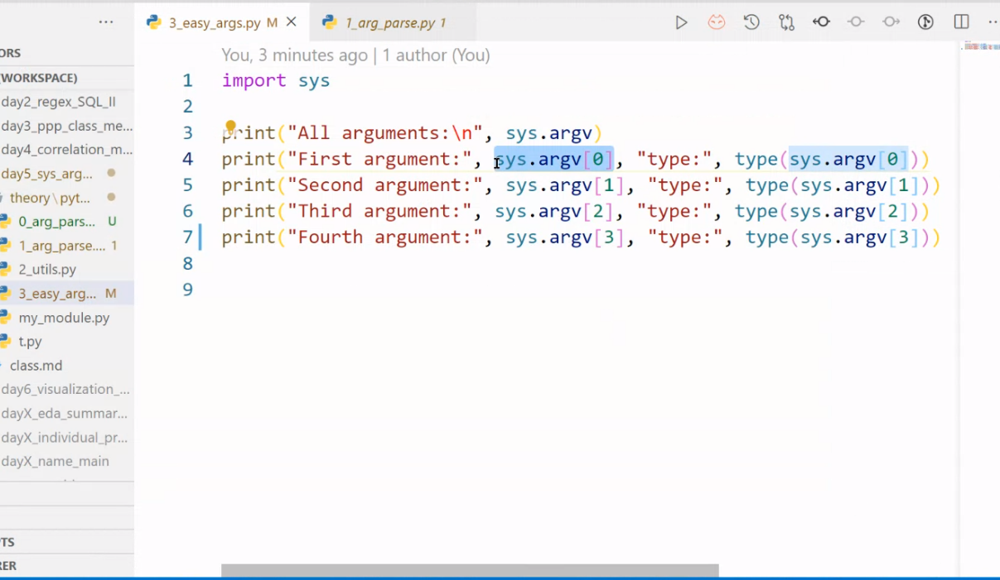 3_easy_args.py M
1_arg_parse.py 1
ORS
(WORKSPACE)
day2_regex_SQL_II
day3_ppp_class_me...
day4_correlation_m...
day5_sys_arg...
theory\pyt...
0_arg_pars... U
1_arg_parse.... 1
2_utils.py
3_easy_arg... M
my_module.py
t.py
class.md
day6_visualization_...
dayX_eda_summar...
dayX_individual_pr...
dayX_name_main
PTS
RER
You, 3 minutes ago | 1 author (You)
1 import sys
2
3 print("All arguments:\n", sys.argv)
4 print("First argument:", sys.argv[0], "type:", type(sys.argv[0]))
5 print("Second argument:", sys.argv[1], "type:", type(sys.argv[1]))
6 print("Third argument:", sys.argv[2], "type:", type(sys.argv[2]))
7 print("Fourth argument:", sys.argv[3], "type:", type(sys.argv[3]))
8
9